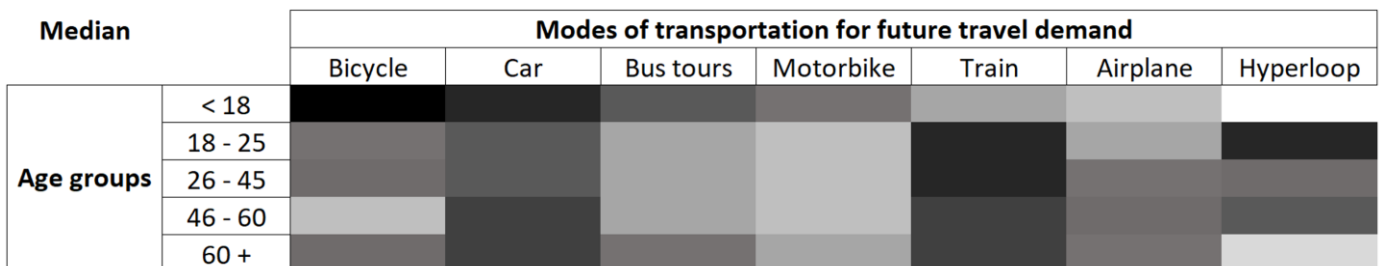 Median Modes of transportation for future travel demand
Bicycle Car Bus tours Motorbike Train Airplane Hyperloop
< 18
18 - 25
Age groups 26 - 45
46 - 60
60 +